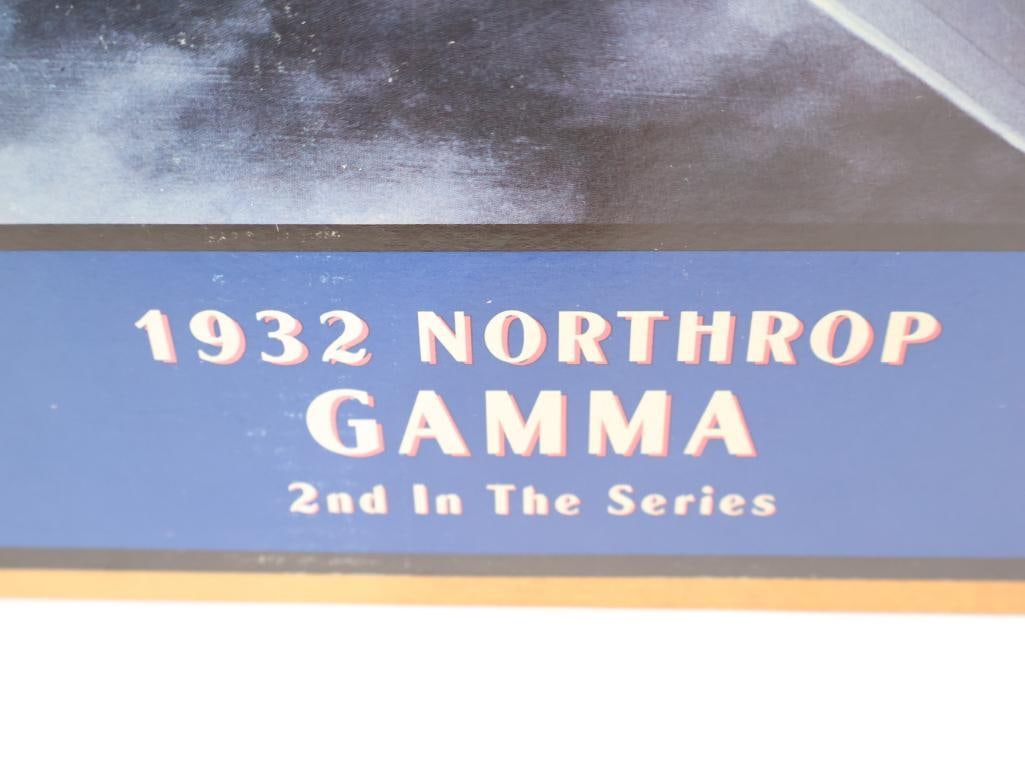 1932 NORTHROP
GAMMA
2nd In The Series